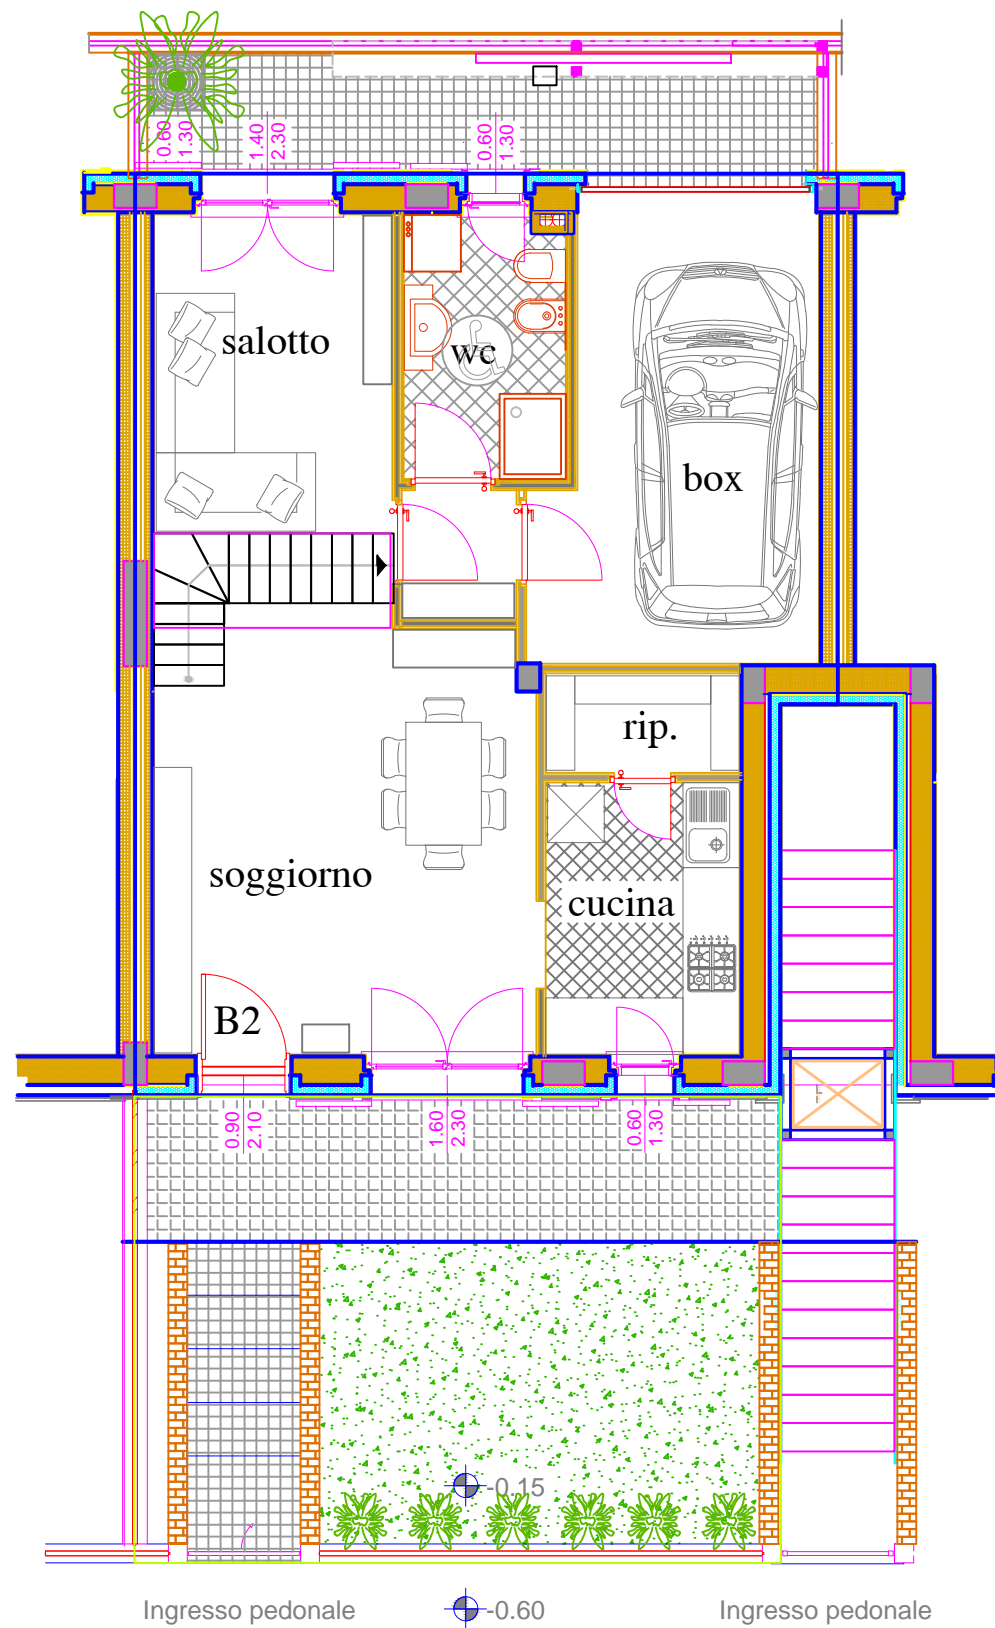 0.60
1.30
1.40
2.30
0.60
1.30
salotto
wc
box
rip.
soggiorno
cucina
B2
0.90
2.10
1.60
2.30
0.60
1.30
-0.15
Ingresso pedonale
-0.60
Ingresso pedonale